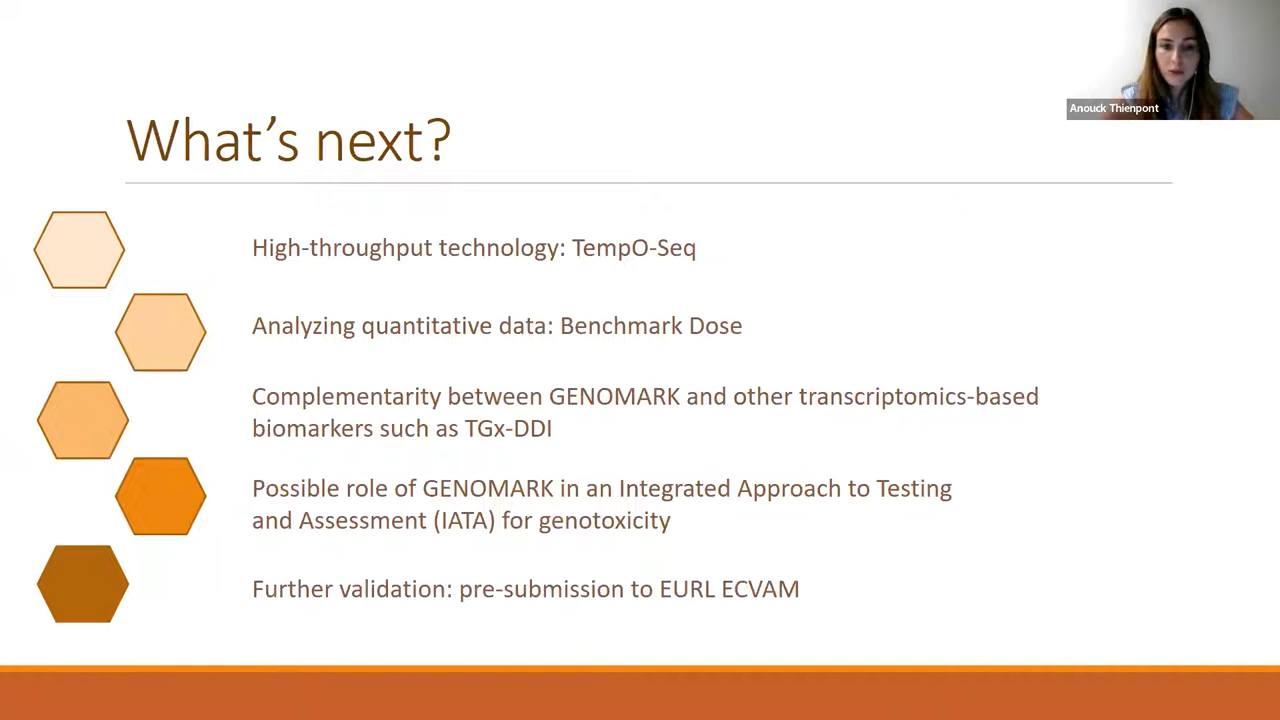 Anouck Thienpont
What's next?
High-throughput technology: TempO-Seq
Analyzing quantitative data: Benchmark Dose
Complementarity between GENOMARK and other transcriptomics-based
biomarkers such as TGx-DDI
Possible role of GENOMARK in an Integrated Approach to Testing
and Assessment (IATA) for genotoxicity
Further validation: pre-submission to EURL ECVAM